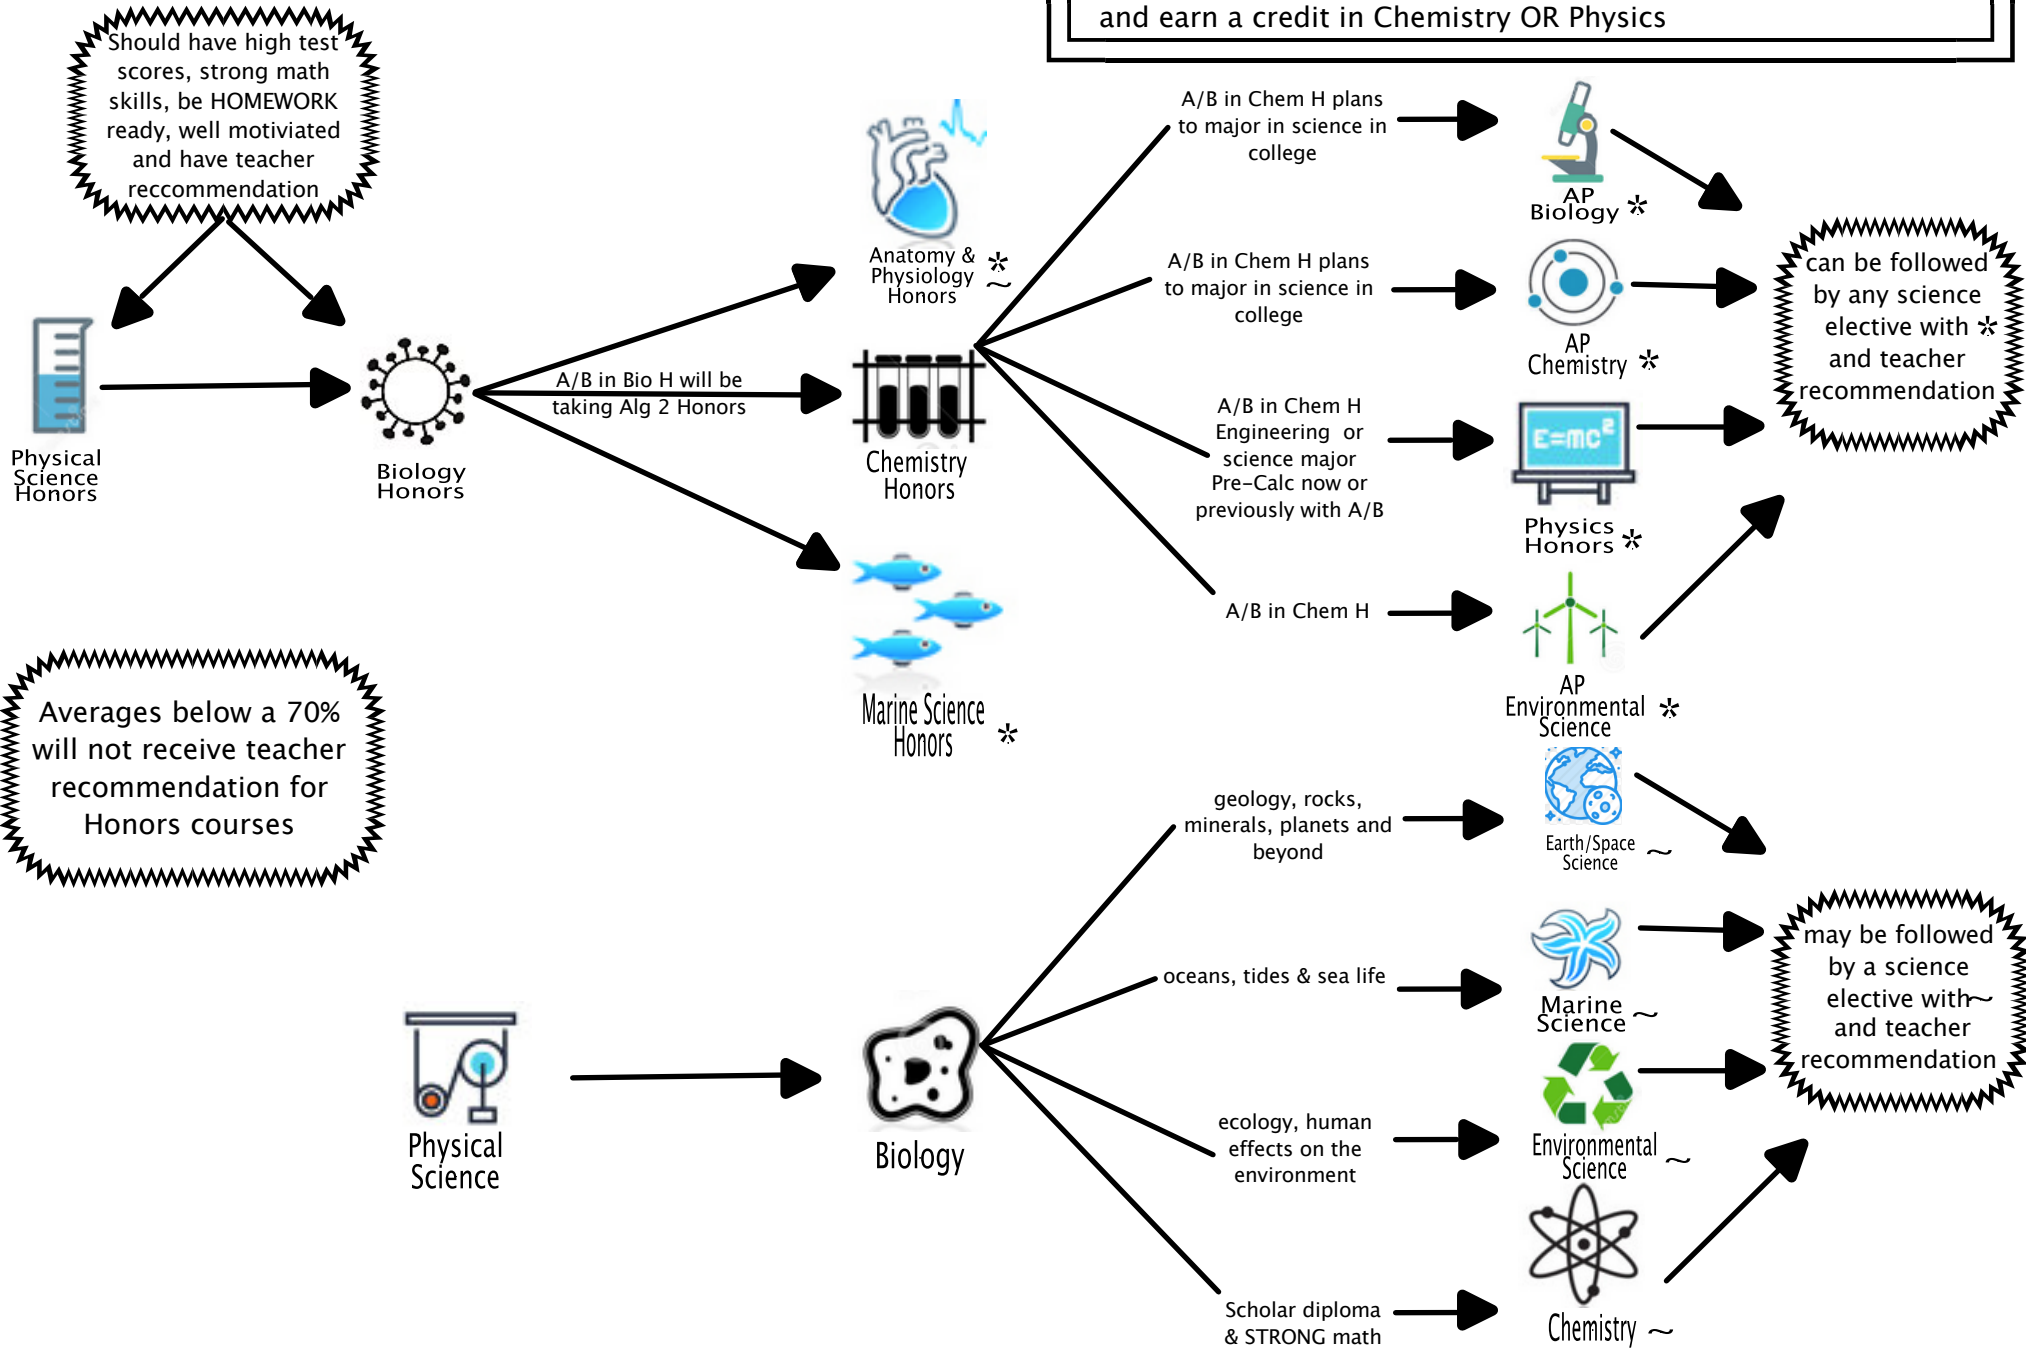 and earn a credit in Chemistry OR Physics
Should have high test
scores, strong math
skills, be HOMEWORK
ready, well motiviated
and have teacher
reccommendation
Physical
Science
Honors
Biology
Honors
A/B in Bio H will be
taking Alg 2 Honors
Anatomy & *
Physiology
Honors ~
Chemistry
Honors
Marine Science
Honors *
A/B in Chem H plans
to major in science in
college
A/B in Chem H plans
to major in science in
college
A/B in Chem H
Engineering or
science major
Pre-Calc now or
previously with A/B
A/B in Chem H
AP
Biology *
AP
Chemistry *
E=mc²
Physics
Honors *
AP
Environmental *
Science
can be followed
by any science
elective with *
and teacher
recommendation
Averages below a 70%
will not receive teacher
recommendation for
Honors courses
Physical
Science
Biology
geology, rocks,
minerals, planets and
beyond
oceans, tides & sea life
ecology, human
effects on the
environment
Scholar diploma
& STRONG math
Earth/Space
Science ~
Marine
Science ~
Environmental
Science ~
Chemistry ~
may be followed
by a science
elective with~
and teacher
recommendation